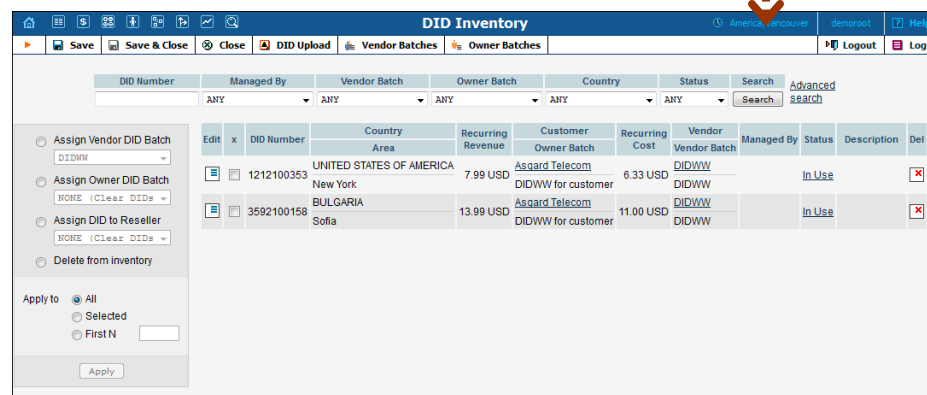 DID Inventory
demoroot
Help
Save
Save & Close
Close
DID Upload
Vendor Batches
Owner Batches
Logout
Log
DID Number
Managed By
Vendor Batch
Owner Batch
Country
Status
Search
Advanced search
ANY
ANY
ANY
ANY
ANY
Search
Assign Vendor DID Batch
DIDWW
Assign Owner DID Batch
NONE (Clear DIDs
Assign DID to Reseller
NONE (Clear DIDs
Delete from inventory
Apply to
All
Selected
First N
Apply
Edit x DID Number Country Recurring Revenue Customer Recurring Cost Vendor Managed By Status Description Del
Area Owner Batch Vendor Batch
1212100353 UNITED STATES OF AMERICA 7.99 USD Asgard Telecom 6.33 USD DIDWW In Use
New York DIDWW for customer DIDWW
3592100158 BULGARIA 13.99 USD Asgard Telecom 11.00 USD DIDWW In Use
Sofia DIDWW for customer DIDWW